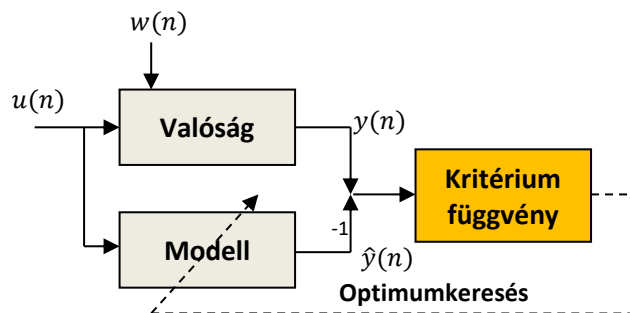 w(n)
u(n)
Valóság
y(n)
Kritérium
függvény
Modell
-1
ŷ(n)
Optimumkeresés